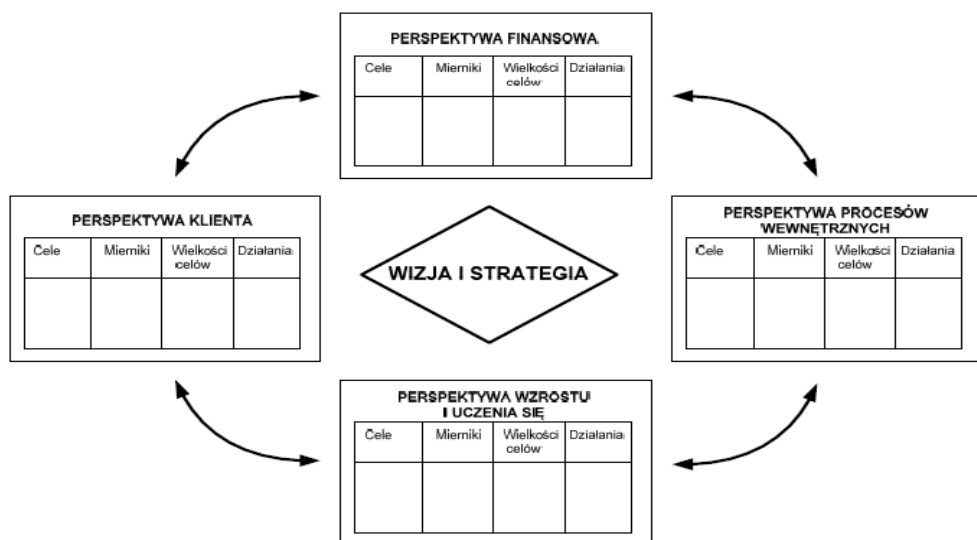 PERSPEKTYWA FINANSOWA
Cele Mierniki Wielkości Działania
celów
PERSPEKTYWA KLIENTA
Cele Mierniki Wielkości Działania
celów
WIZJA I STRATEGIA
PERSPEKTYWA PROCESÓW
WEWNĘTRZNYCH
Cele Mierniki Wielkości Działania
celów
PERSPEKTYWA WZROSTU
I UCZENIA SIĘ
Cele Mierniki Wielkości Działania
celów